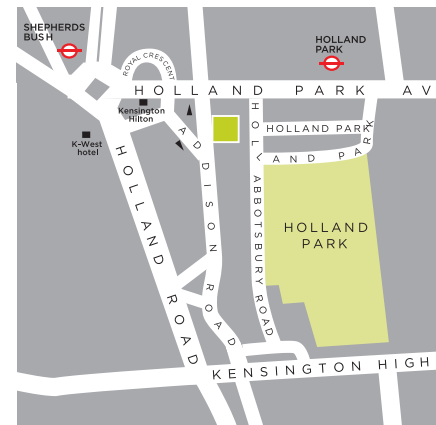 SHEPHERDS
BUSH
HOLLAND
PARK
ROYAL CRESCENT
HOLLAND PARK AV
Kensington
Hilton
K-West
hotel
HOLLAND PARK
HOLLAND PARK
HOLLAND ROAD
ADDISON ROAD
ABBOTSBURY ROAD
HOLLAND
PARK
KENSINGTON HIGH